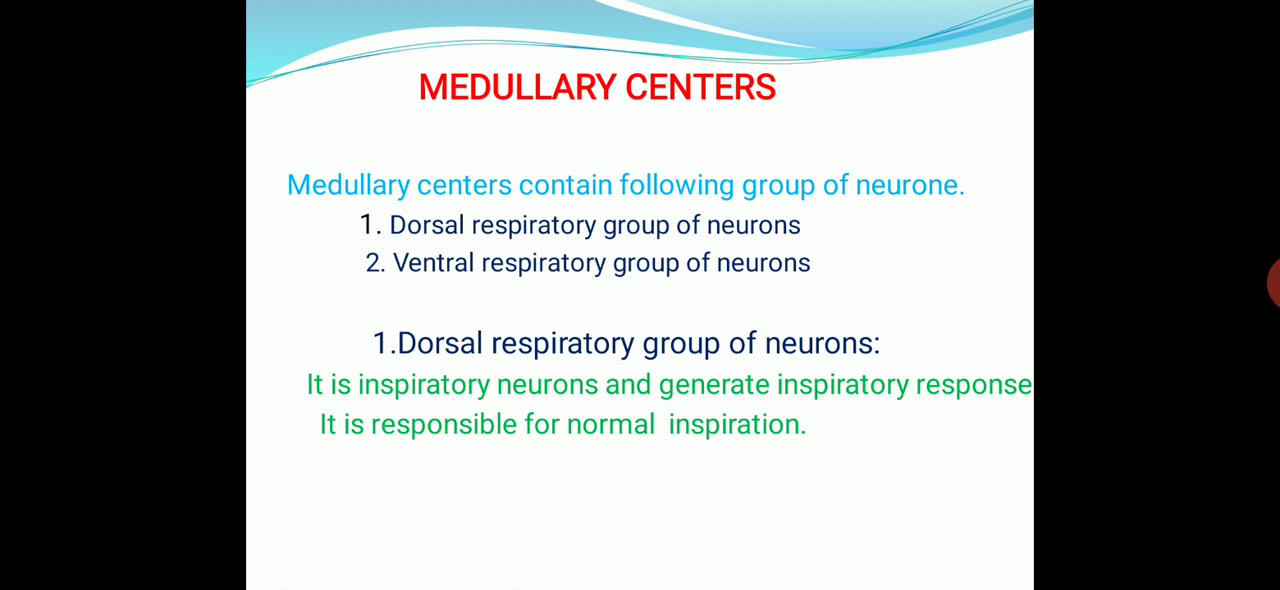 MEDULLARY CENTERS
Medullary centers contain following group of neurone.
1. Dorsal respiratory group of neurons
2. Ventral respiratory group of neurons
1.Dorsal respiratory group of neurons:
It is inspiratory neurons and generate inspiratory response
It is responsible for normal inspiration.